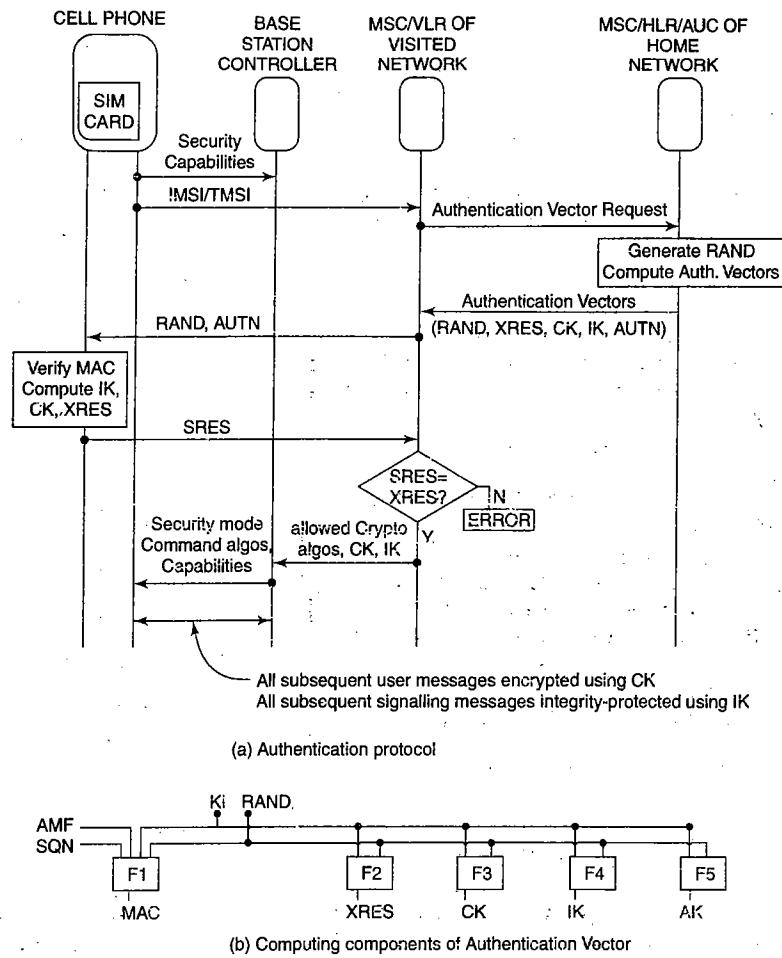 CELL PHONE
BASE
STATION
CONTROLLER
MSC/VLR OF
VISITED
NETWORK
MSC/HLR/AUC OF
HOME
NETWORK
SIM
CARD
Security
Capabilities
!MSI/TMSI
Authentication Vector Request
Generate RAND
Compute Auth. Vectors
Authentication Vectors
(RAND, XRES, CK, IK, AUTN)
RAND, AUTN
Verify MAC
Compute IK,
CK, XRES
SRES
SRES=
XRES?
N
ERROR
Y
Security mode
Command algos,
Capabilities
allowed Crypto
algos, CK, IK
All subsequent user messages encrypted using CK
All subsequent signalling messages integrity-protected using IK
(a) Authentication protocol
Ki RAND
AMF
SQN
F1 F2 F3 F4 F5
MAC XRES CK IK AK
(b) Computing components of Authentication Vector